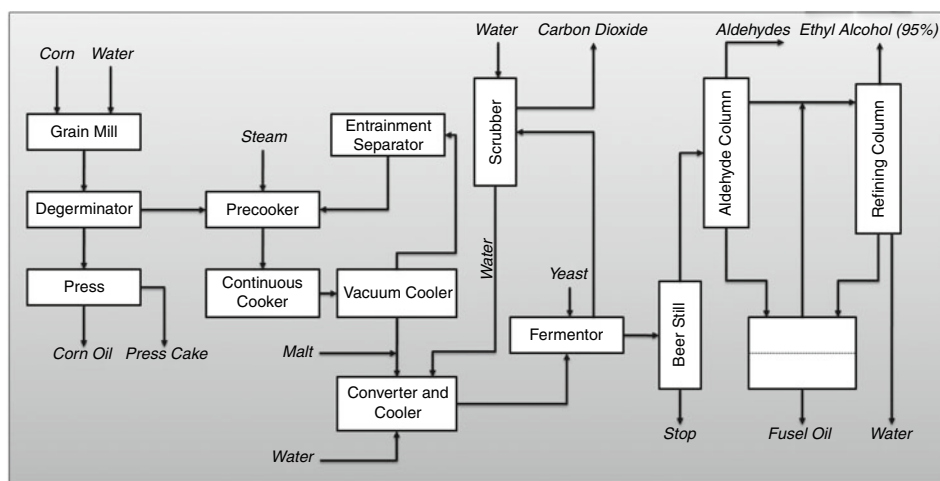 Corn
Water
Grain Mill
Degerminator
Press
Corn Oil
Press Cake
Steam
Precooker
Continuous
Cooker
Entrainment
Separator
Vacuum Cooler
Malt
Converter and
Cooler
Water
Water
Carbon Dioxide
Scrubber
Water
Yeast
Fermentor
Beer Still
Stop
Aldehydes
Ethyl Alcohol (95%)
Aldehyde Column
Refining Column
Fusel Oil
Water